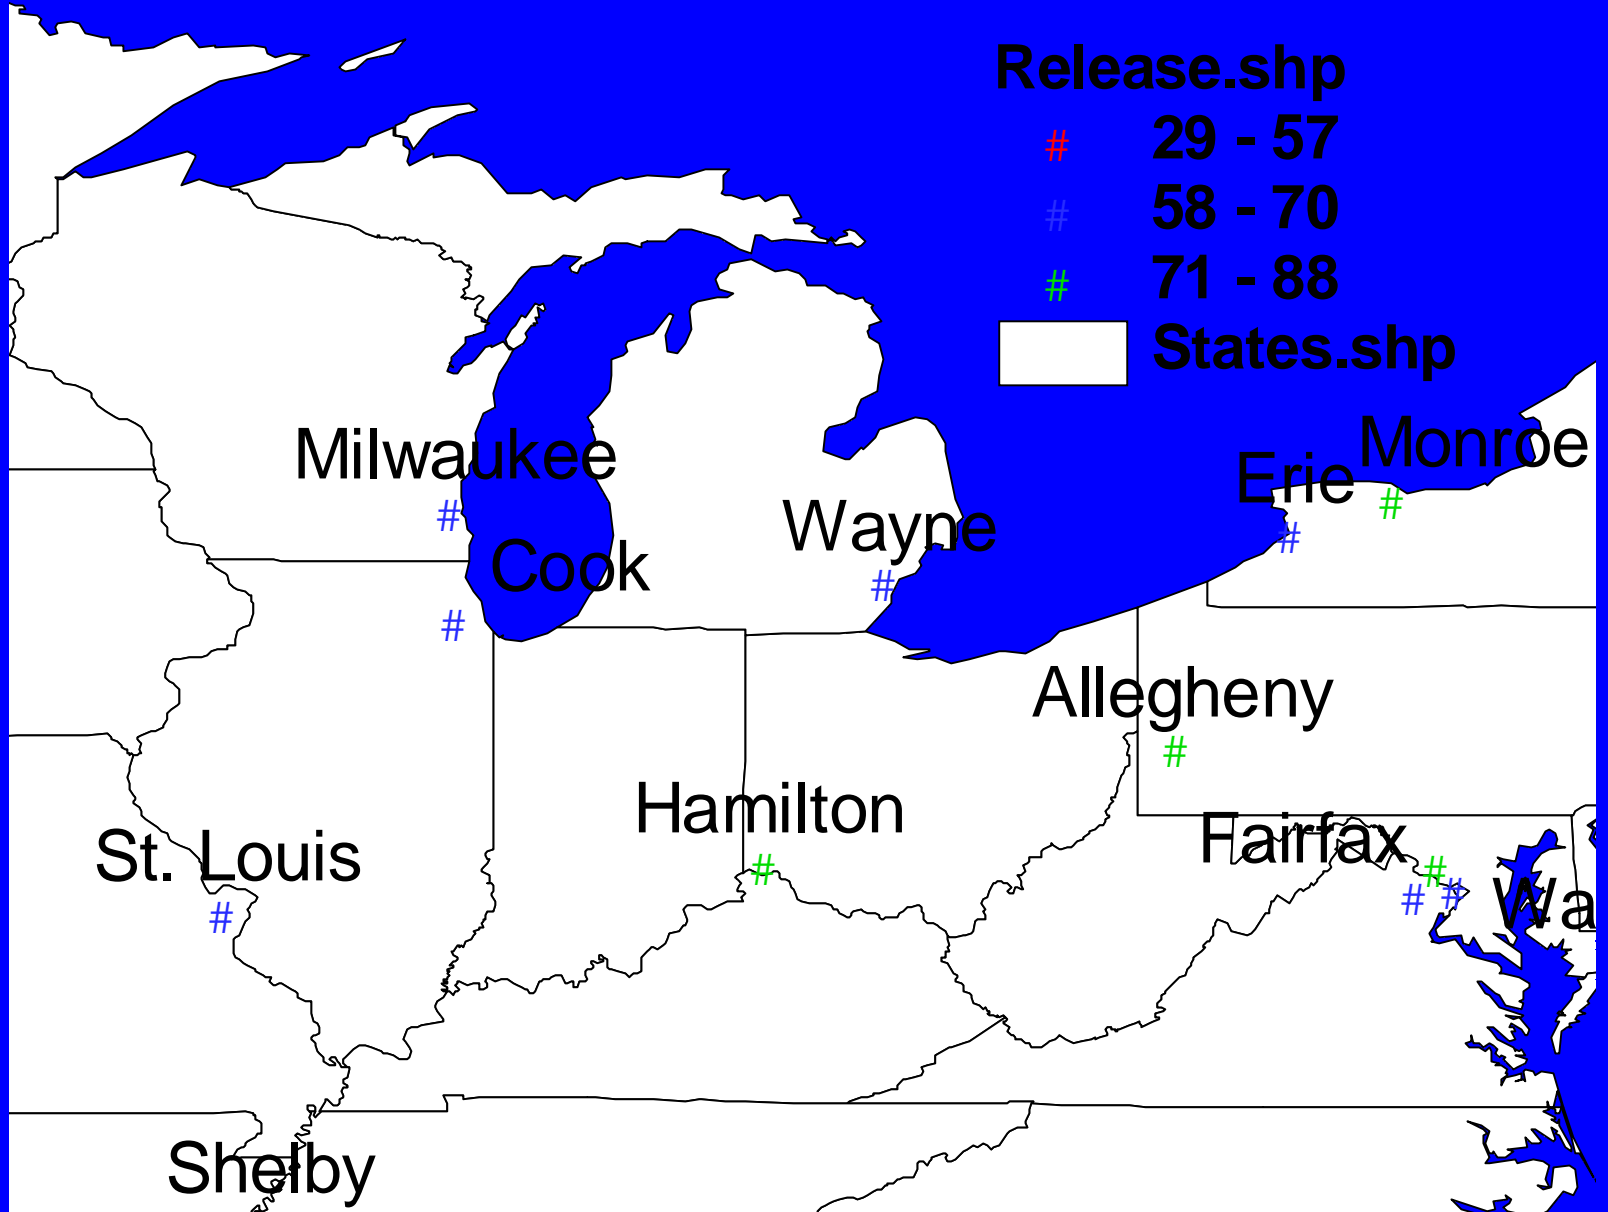 Release.shp
# 29 - 57
# 58 - 70
# 71 - 88
States.shp
Monroe
Milwaukee
Erie
#
Wayne
#
#
Cook
#
#
Allegheny
#
Hamilton
Fairfax
St. Louis
#
#
#
#
Wa
#
Shelby